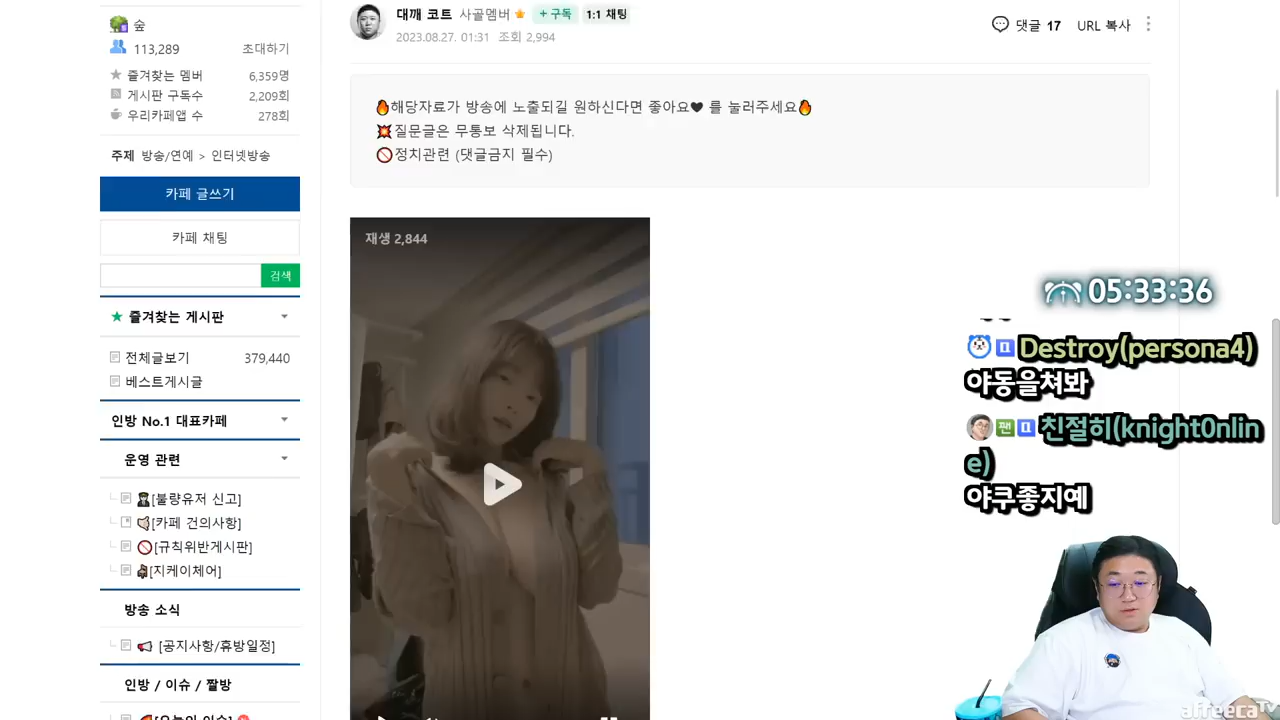 숲
113,289 초대하기
즐겨찾는 멤버 6,359명
게시판 구독수 2,209회
우리카페앱 수 278회
주제 방송/연예 > 인터넷방송
카페 글쓰기
카페 채팅
검색
즐겨찾는 게시판
전체글보기 379,440
베스트게시글
인방 No.1 대표카페
운영 관련
[불량유저 신고]
[카페 건의사항]
[규칙위반게시판]
[지케이체어]
방송 소식
[공지사항/휴방일정]
인방 / 이슈 / 짤방
대깨 코트 사골멤버 +구독 1:1 채팅
2023.08.27. 01:31 조회 2,994
댓글 17 URL 복사
🔥해당자료가 방송에 노출되길 원하신다면 좋아요♥ 를 눌러주세요🔥
💥질문글은 무통보 삭제됩니다.
🚫정치관련 (댓글금지 필수)
재생 2,844
05:33:36
Destroy(persona4)
야동을쳐봐
팬 친절히(knight0nlin
e)
야쿠좋지예
afreecaTV